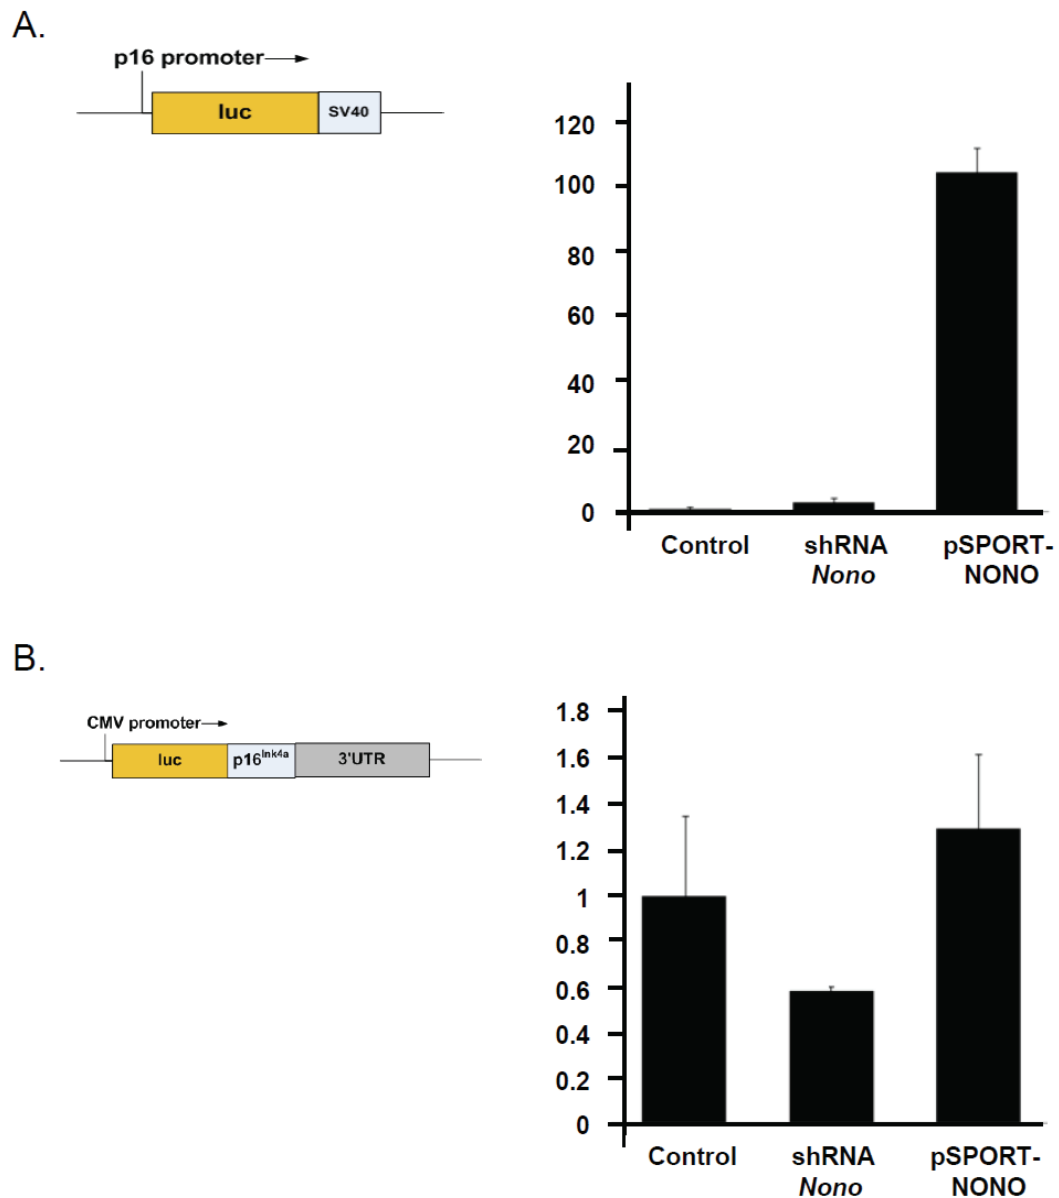 A.
p16 promoter
luc
SV40
120
100
80
60
40
20
0
Control
shRNA
Nono
pSPORT-
NONO
B.
CMV promoter
luc
p16Ink4a
3'UTR
1.8
1.6
1.4
1.2
1
0.8
0.6
0.4
0.2
0
Control
shRNA
Nono
pSPORT-
NONO